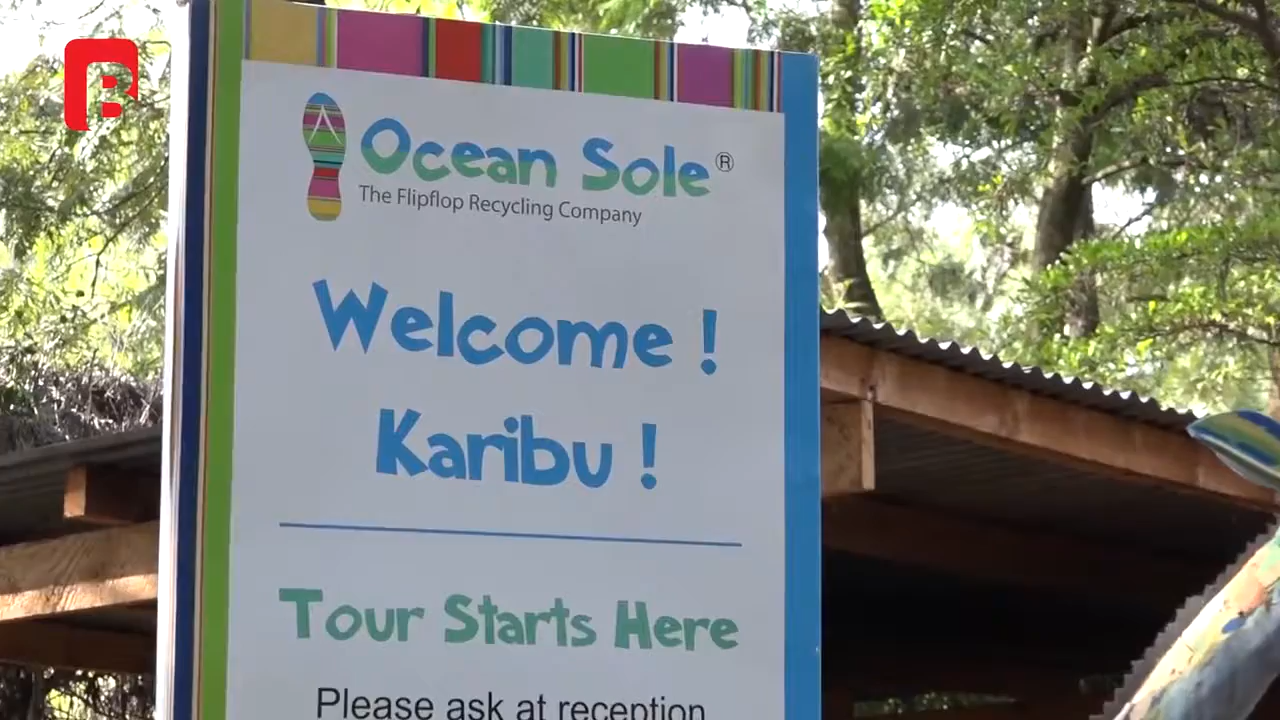 Ocean Sole®
The Flipflop Recycling Company
Welcome !
Karibu !
Tour Starts Here
Please ask at reception